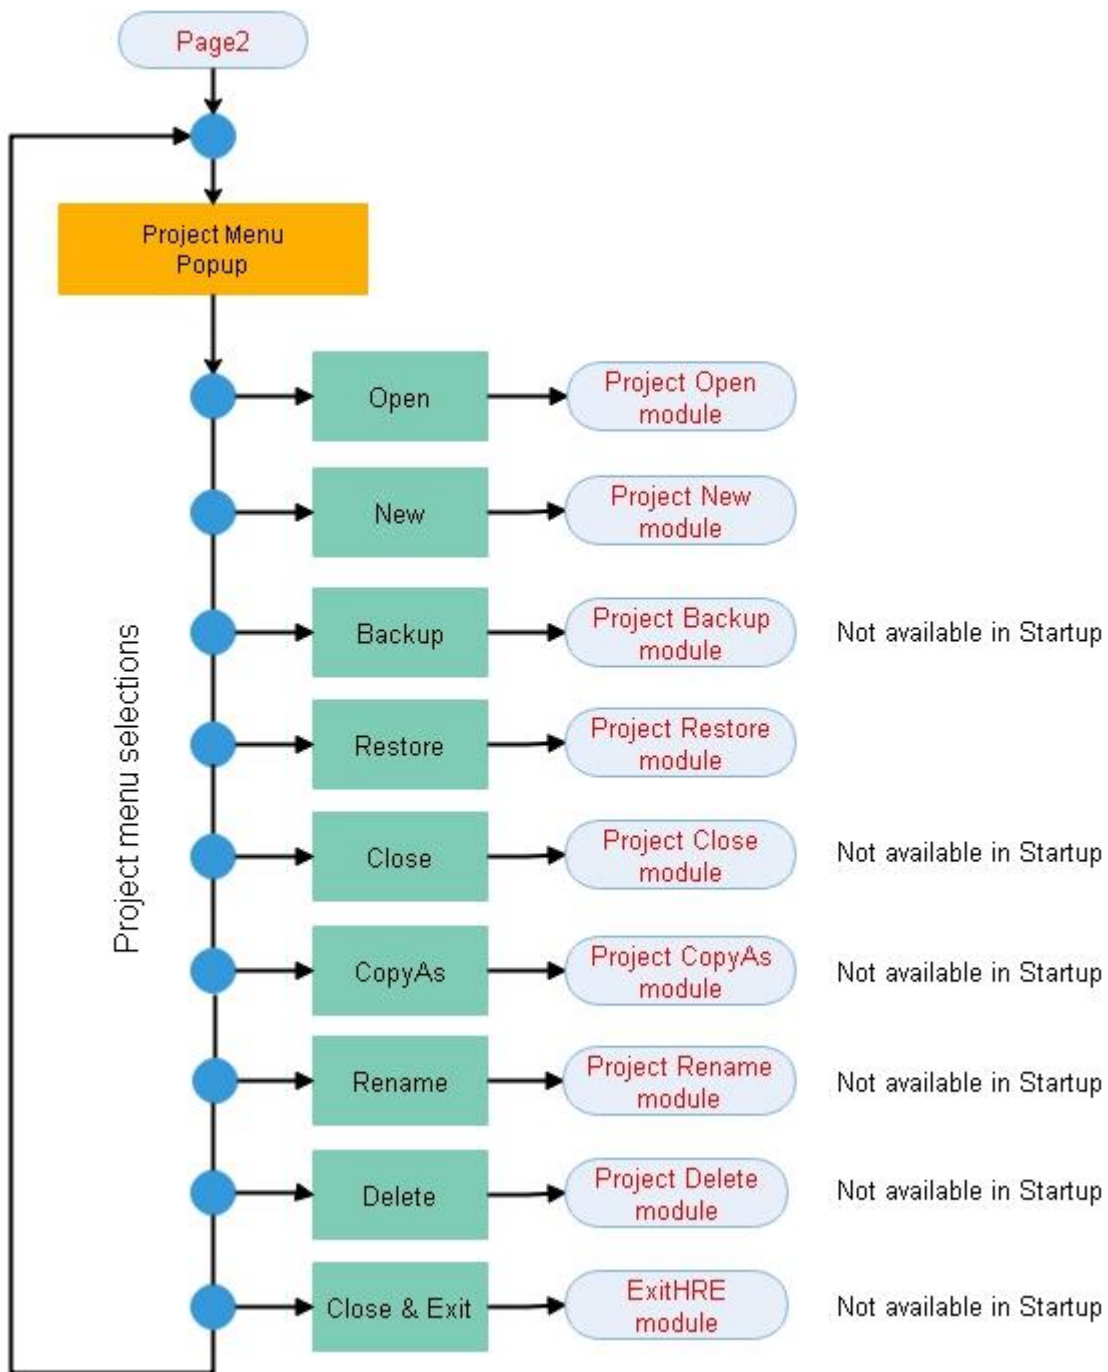 Page2
Project Menu
Popup
Project menu selections
Open
Project Open
module
New
Project New
module
Backup
Project Backup
module
Not available in Startup
Restore
Project Restore
module
Close
Project Close
module
Not available in Startup
CopyAs
Project CopyAs
module
Not available in Startup
Rename
Project Rename
module
Not available in Startup
Delete
Project Delete
module
Not available in Startup
Close & Exit
ExitHRE
module
Not available in Startup